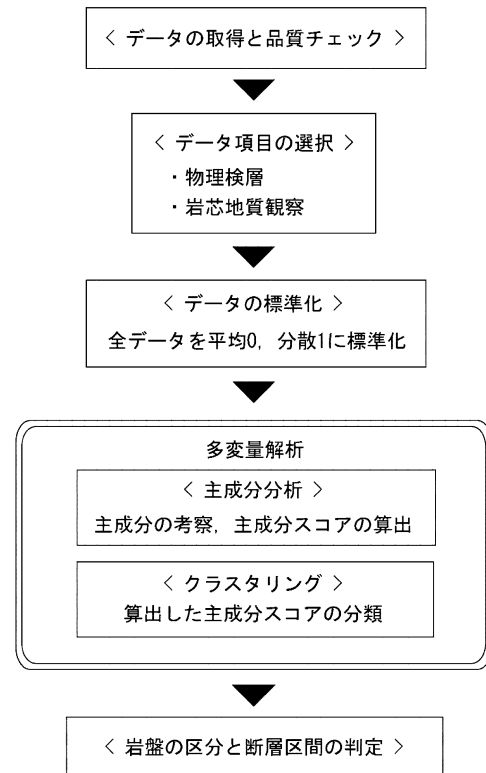 < データの取得と品質チェック >
< データ項目の選択 >
・物理検層
・岩芯地質観察
< データの標準化 >
全データを平均0, 分散1に標準化
多変量解析
< 主成分分析 >
主成分の考察, 主成分スコアの算出
< クラスタリング >
算出した主成分スコアの分類
< 岩盤の区分と断層区間の判定 >